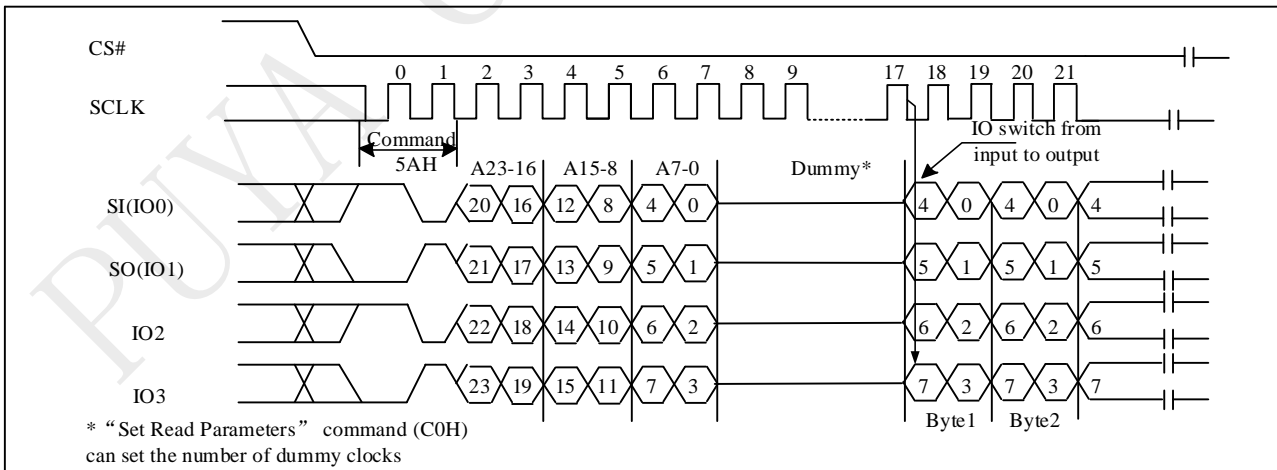 PUYA
CS#
0 1 2 3 4 5 6 7 8 9 17 18 19 20 21
SCLK
Command
5AH
IO switch from
input to output
A23-16 A15-8 A7-0 Dummy*
SI(IO0) 20 16 12 8 4 0 4 0 4 0 4
SO(IO1) 21 17 13 9 5 1 5 1 5 1 5
IO2 22 18 14 10 6 2 6 2 6 2 6
IO3 23 19 15 11 7 3 7 3 7 3 7
Byte1 Byte2
* “Set Read Parameters” command (C0H)
can set the number of dummy clocks